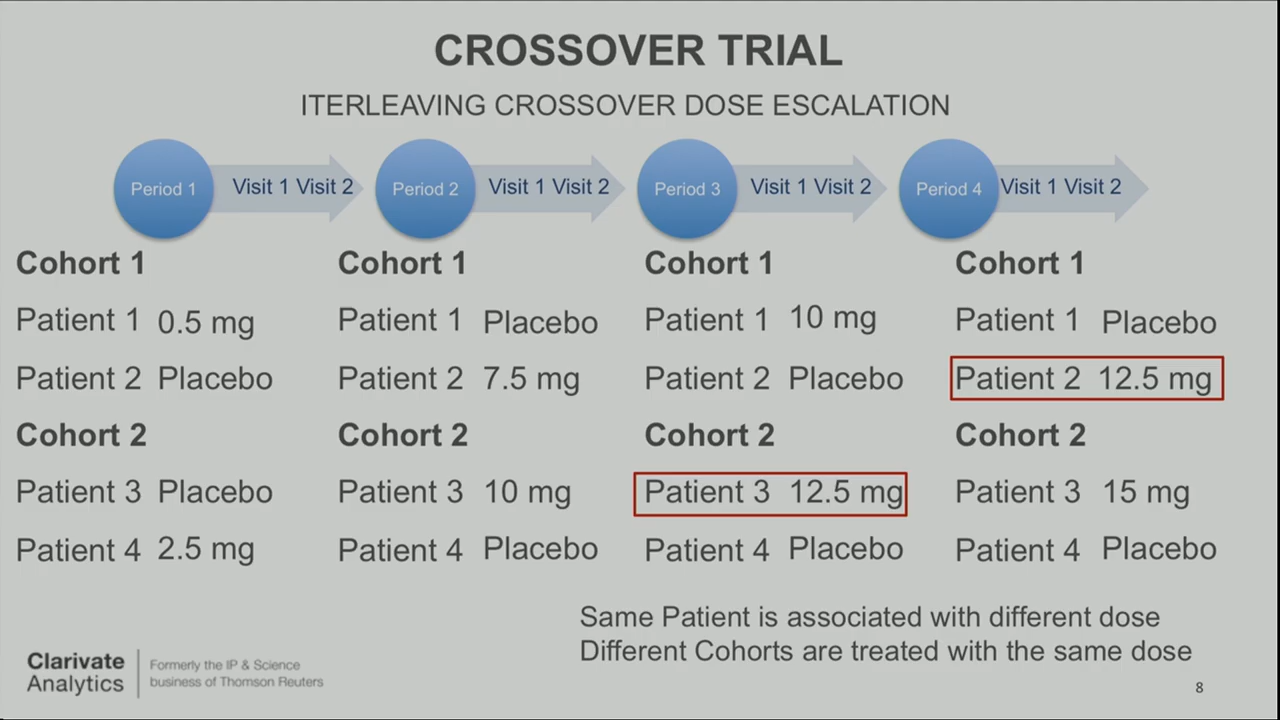 CROSSOVER TRIAL
ITERLEAVING CROSSOVER DOSE ESCALATION
Period 1
Visit 1 Visit 2
Period 2
Visit 1 Visit 2
Period 3
Visit 1 Visit 2
Period 4
Visit 1 Visit 2
Cohort 1
Patient 1 0.5 mg
Patient 2 Placebo
Cohort 2
Patient 3 Placebo
Patient 4 2.5 mg
Cohort 1
Patient 1 Placebo
Patient 2 7.5 mg
Cohort 2
Patient 3 10 mg
Patient 4 Placebo
Cohort 1
Patient 1 10 mg
Patient 2 Placebo
Cohort 2
Patient 3 12.5 mg
Patient 4 Placebo
Cohort 1
Patient 1 Placebo
Patient 2 12.5 mg
Cohort 2
Patient 3 15 mg
Patient 4 Placebo
Same Patient is associated with different dose
Different Cohorts are treated with the same dose
Clarivate
Analytics
Formerly the IP & Science
business of Thomson Reuters
8